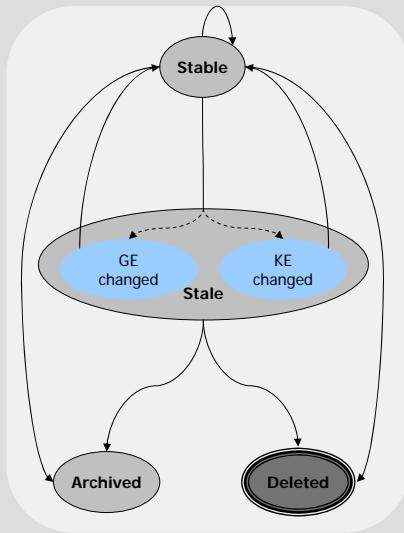 Stable
GE
changed
KE
changed
Stale
Archived
Deleted